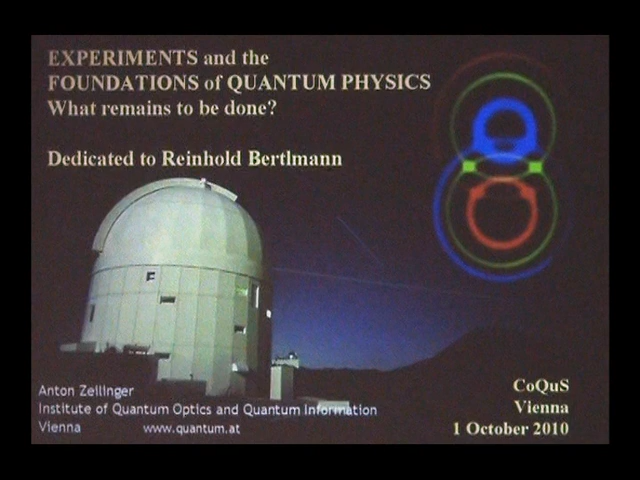 EXPERIMENTS and the
FOUNDATIONS of QUANTUM PHYSICS
What remains to be done?
Dedicated to Reinhold Bertlmann
Anton Zeilinger
Institute of Quantum Optics and Quantum Information
Vienna www.quantum.at
CoQuS
Vienna
1 October 2010